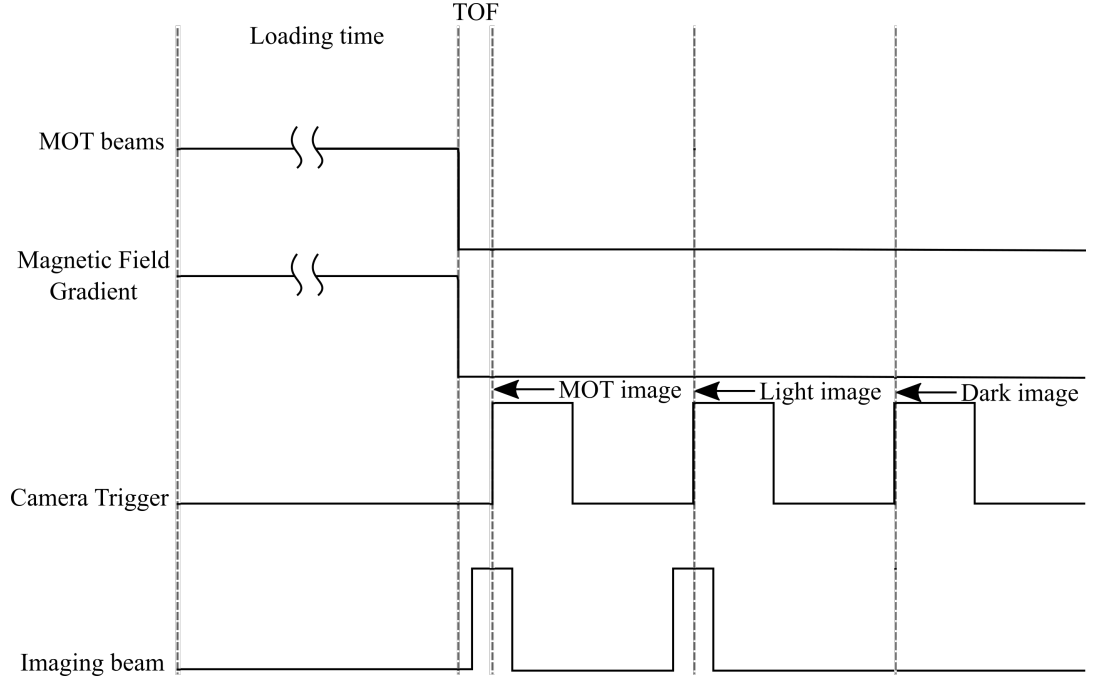 TOF
Loading time
MOT beams
Magnetic Field
Gradient
MOT image
Light image
Dark image
Camera Trigger
Imaging beam